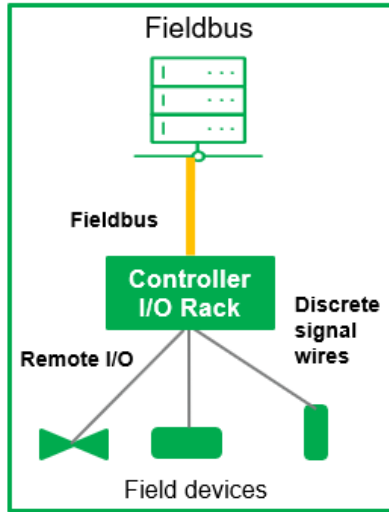 Fieldbus
Fieldbus
Controller
I/O Rack
Discrete
signal
wires
Remote I/O
Field devices